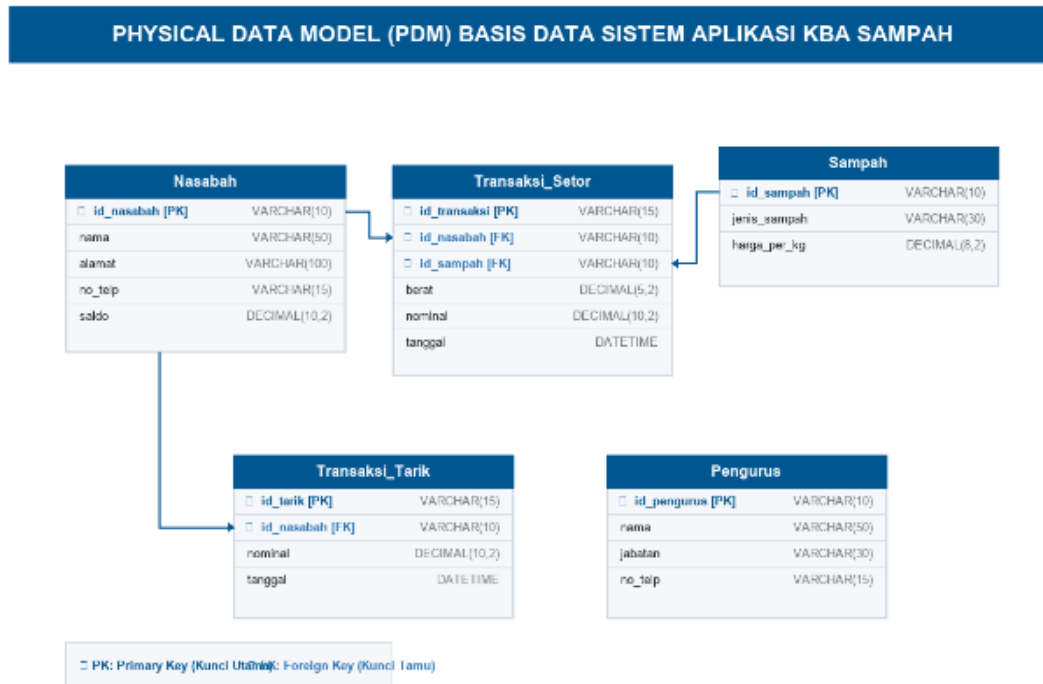 PHYSICAL DATA MODEL (PDM) BASIS DATA SISTEM APLIKASI KBA SAMPAH
Nasabah
id_nasabah [PK] VARCHAR(10)
nama VARCHAR(50)
alamat VARCHAR(100)
no_telp VARCHAR(15)
saldo DECIMAL(10,2)
Transaksi_Setor
id_transaksi [PK] VARCHAR(15)
id_nasabah [FK] VARCHAR(10)
id_sampah [FK] VARCHAR(10)
berat DECIMAL(5,2)
nominal DECIMAL(10,2)
tanggal DATETIME
Sampah
id_sampah [PK] VARCHAR(10)
jenis_sampah VARCHAR(30)
harga_per_kg DECIMAL(8,2)
Transaksi_Tarik
id_tarik [PK] VARCHAR(15)
id_nasabah [FK] VARCHAR(10)
nominal DECIMAL(10,2)
tanggal DATETIME
Pengurus
id_pengurus [PK] VARCHAR(10)
nama VARCHAR(50)
jabatan VARCHAR(30)
no_telp VARCHAR(15)
PK: Primary Key (Kunci Utama) FK: Foreign Key (Kunci Tamu)